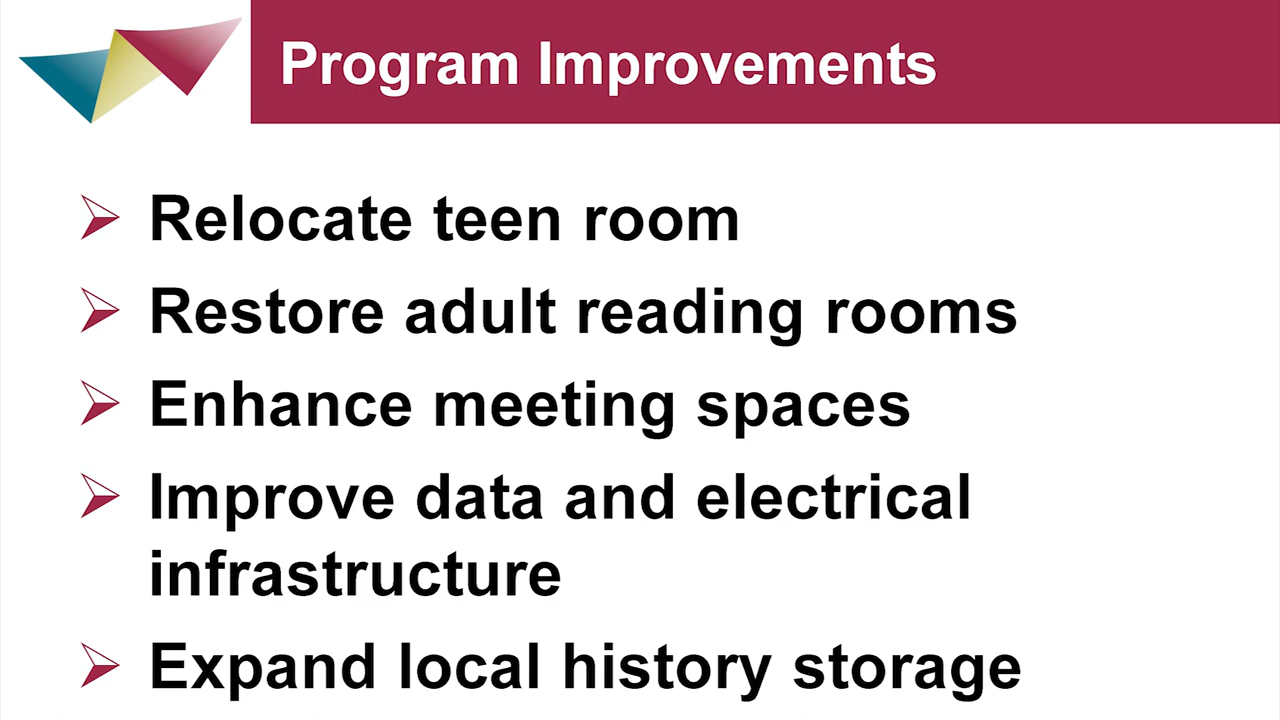 Program Improvements
Relocate teen room
Restore adult reading rooms
Enhance meeting spaces
Improve data and electrical
infrastructure
Expand local history storage